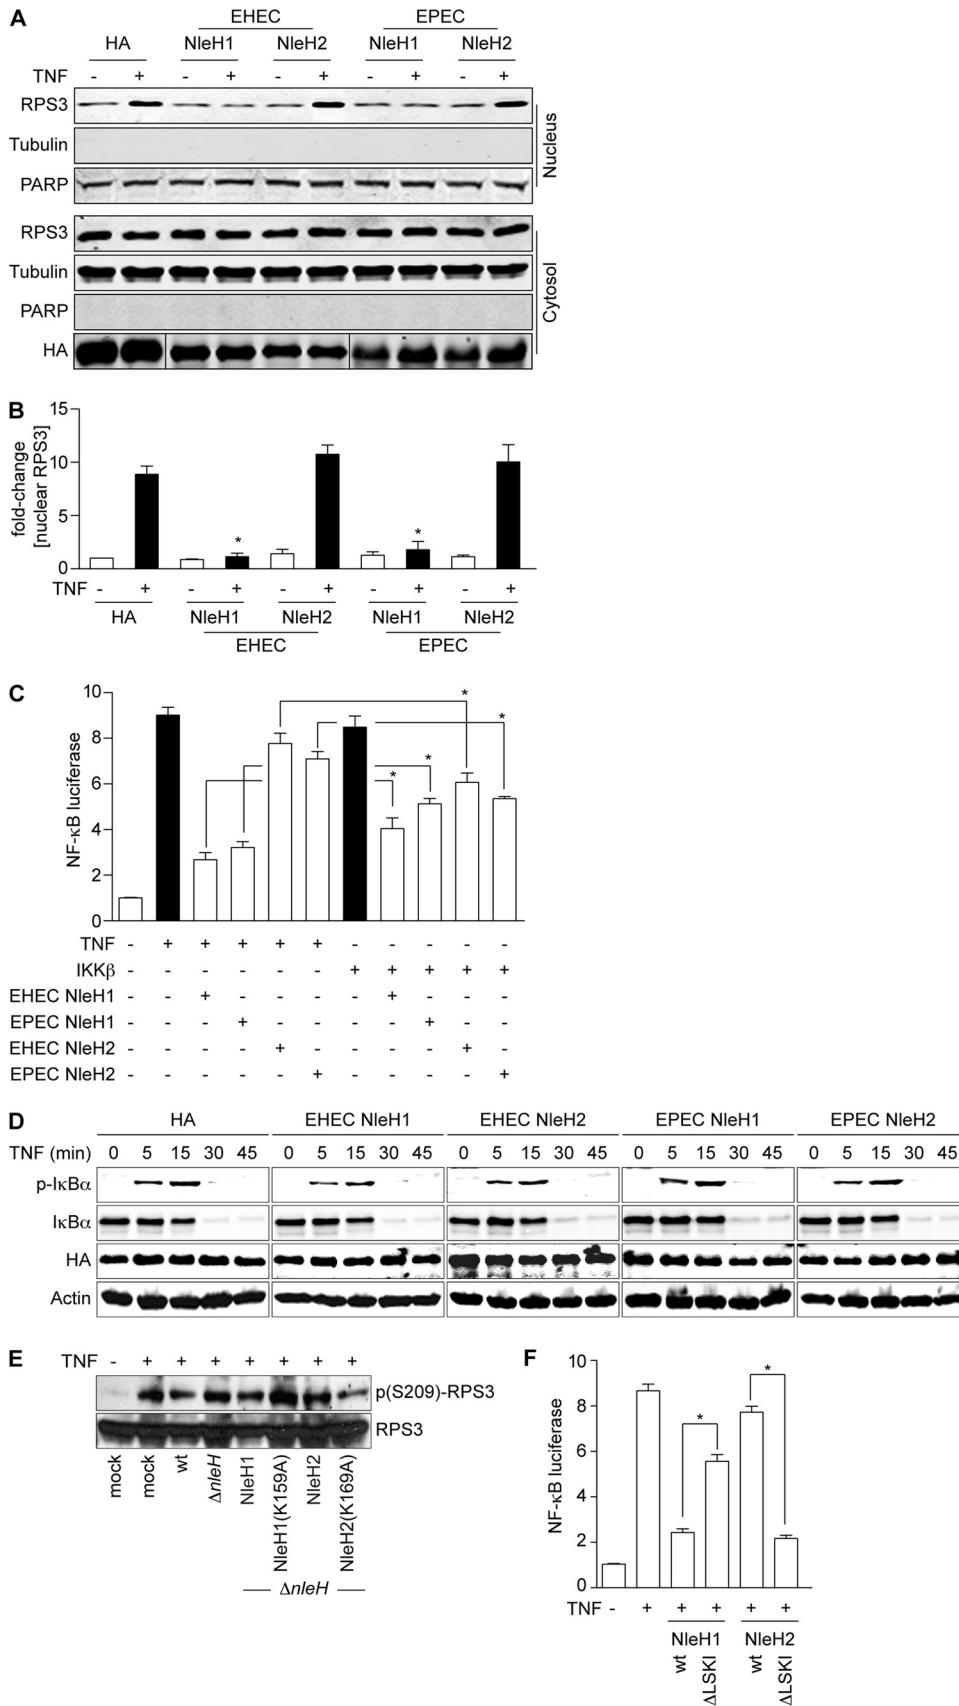 A
EHEC EPEC
HA NleH1 NleH2 NleH1 NleH2
TNF - + - + - + - + - +
RPS3
Tubulin
PARP
Nucleus
RPS3
Tubulin
PARP
HA
Cytosol
B
fold-change
[nuclear RPS3]
15
10
5
0
TNF - + - + - + - + - +
HA NleH1 NleH2 NleH1 NleH2
EHEC EPEC
* *
C
NF-κB luciferase
10
8
6
4
2
0
* * * *
TNF - + + + + + - - - - -
IKKβ - - - - - - + + + + +
EHEC NleH1 - - + - - - - + - - -
EPEC NleH1 - - - + - - - - + - -
EHEC NleH2 - - - - + - - - - + -
EPEC NleH2 - - - - - + - - - - +
D
HA EHEC NleH1 EHEC NleH2 EPEC NleH1 EPEC NleH2
TNF (min) 0 5 15 30 45 0 5 15 30 45 0 5 15 30 45 0 5 15 30 45 0 5 15 30 45
p-IκBα
IκBα
HA
Actin
E
TNF - + + + + + + +
p(S209)-RPS3
RPS3
mock
mock
wt
ΔnleH
NleH1
NleH1(K159A)
NleH2
NleH2(K169A)
ΔnleH
F
NF-κB luciferase
10
8
6
4
2
0
* *
TNF - + + + + +
NleH1 NleH2
wt
ΔLSKI
wt
ΔLSKI